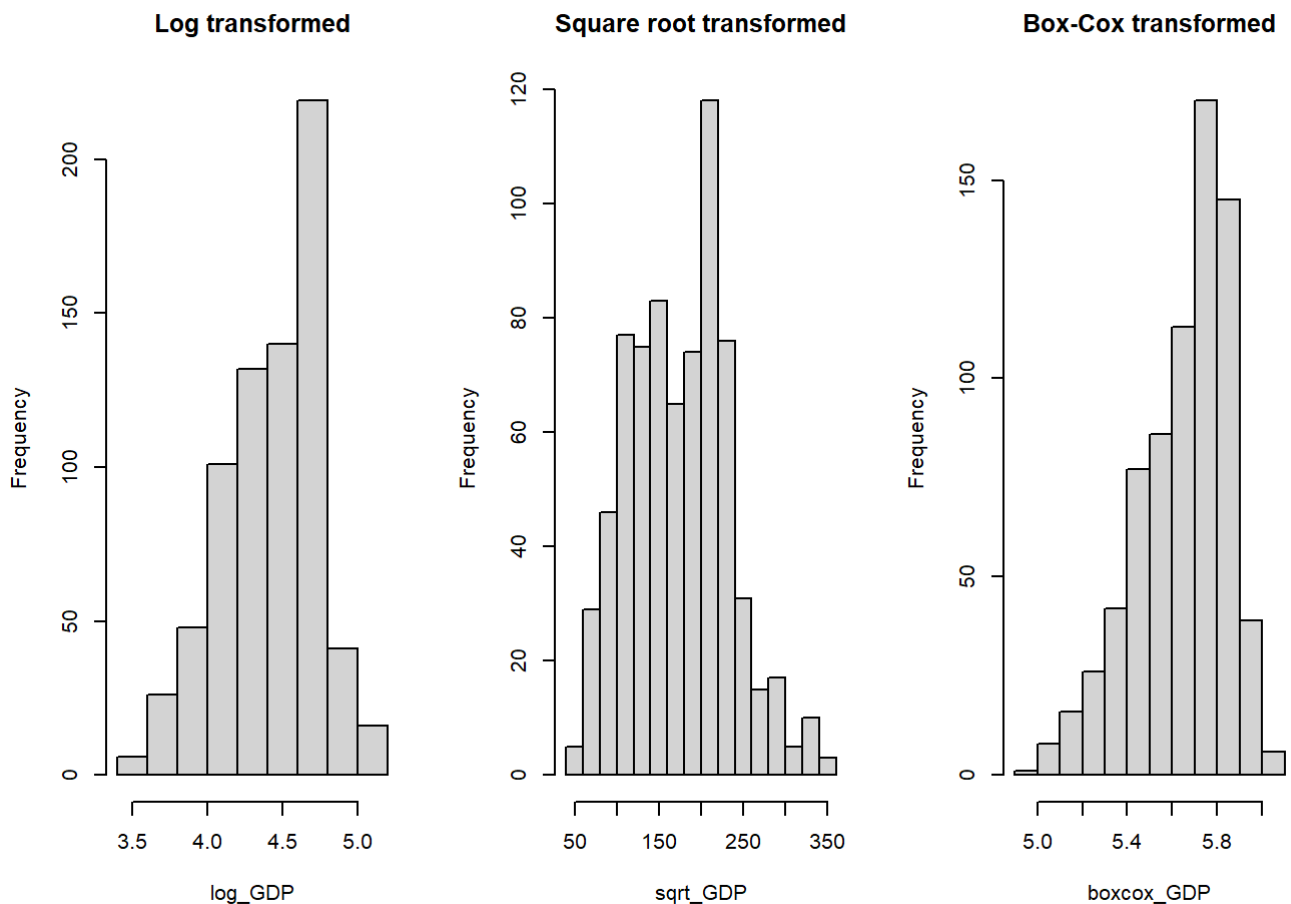 Log transformed
Frequency
200
150
100
50
0
3.5 4.0 4.5 5.0
log_GDP
Square root transformed
Frequency
120
100
80
60
40
20
0
50 150 250 350
sqrt_GDP
Box-Cox transformed
Frequency
150
100
50
0
5.0 5.4 5.8
boxcox_GDP